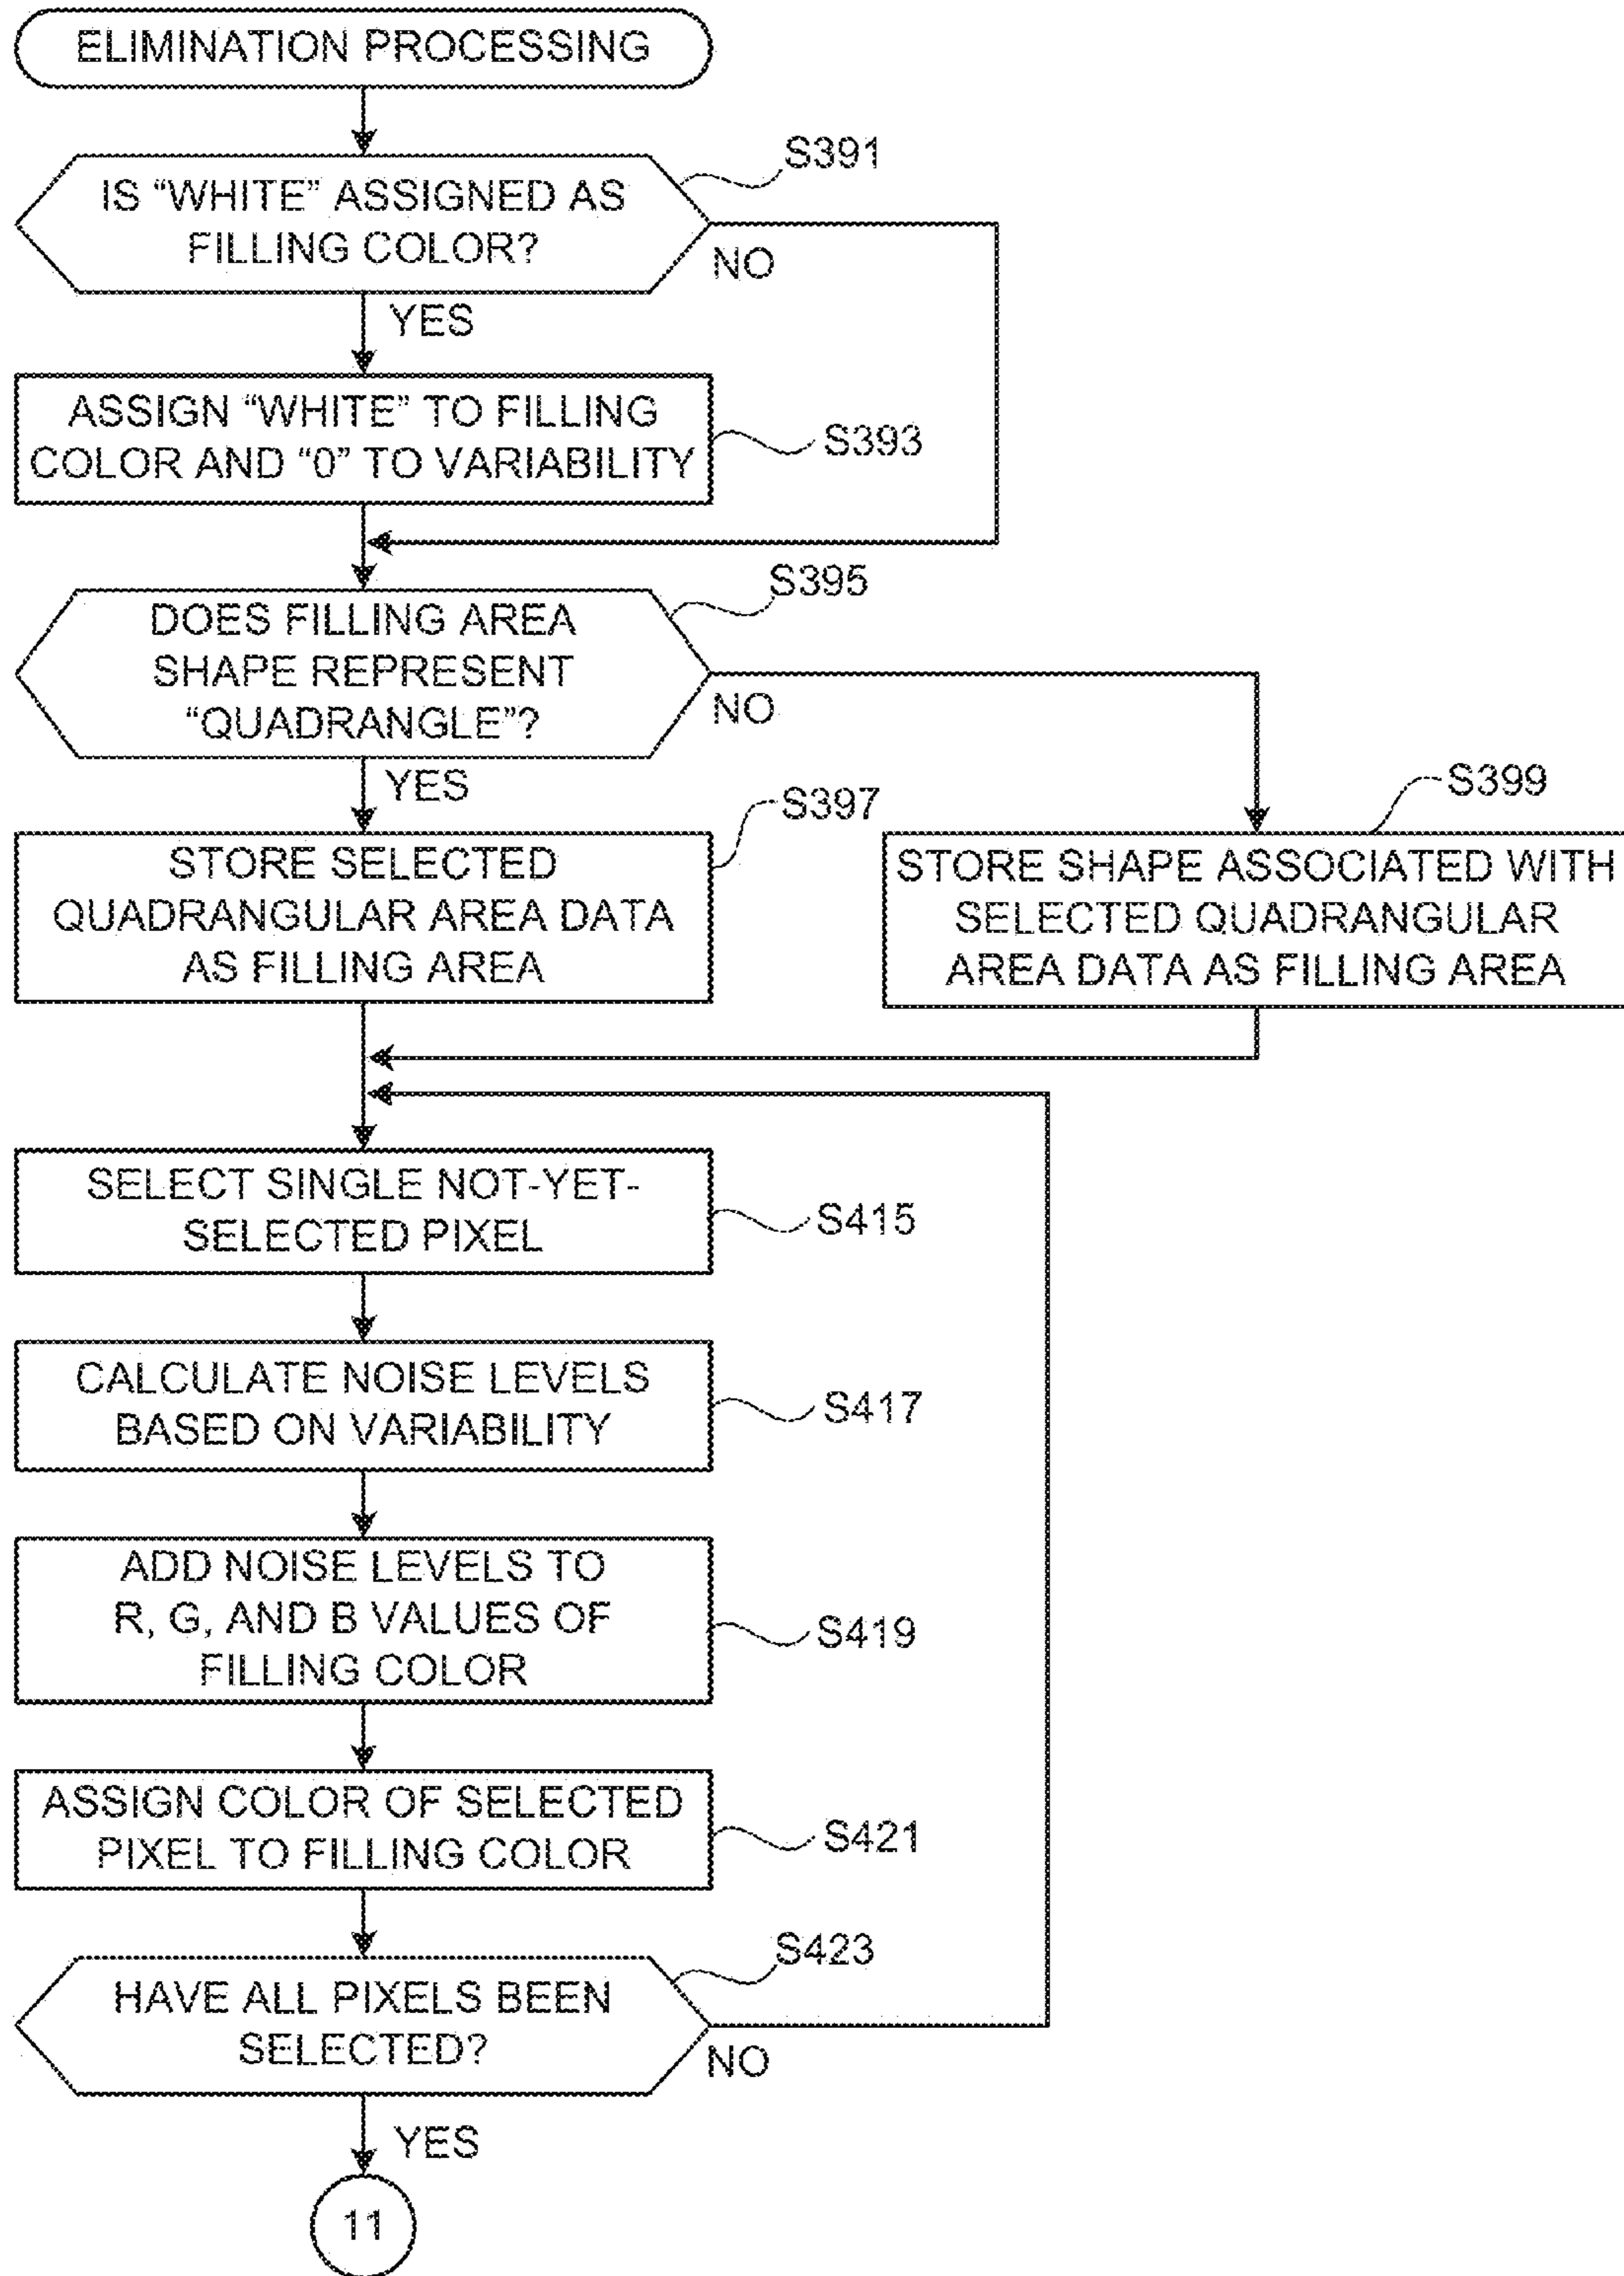 ELIMINATION PROCESSING
S391
IS “WHITE” ASSIGNED AS
FILLING COLOR?
NO
YES
ASSIGN “WHITE” TO FILLING
COLOR AND “0” TO VARIABILITY
S393
S395
DOES FILLING AREA
SHAPE REPRESENT
“QUADRANGLE”?
NO
YES
S397
STORE SELECTED
QUADRANGULAR AREA DATA
AS FILLING AREA
S399
STORE SHAPE ASSOCIATED WITH
SELECTED QUADRANGULAR
AREA DATA AS FILLING AREA
SELECT SINGLE NOT-YET-
SELECTED PIXEL
S415
CALCULATE NOISE LEVELS
BASED ON VARIABILITY
S417
ADD NOISE LEVELS TO
R, G, AND B VALUES OF
FILLING COLOR
S419
ASSIGN COLOR OF SELECTED
PIXEL TO FILLING COLOR
S421
S423
HAVE ALL PIXELS BEEN
SELECTED?
NO
YES
11